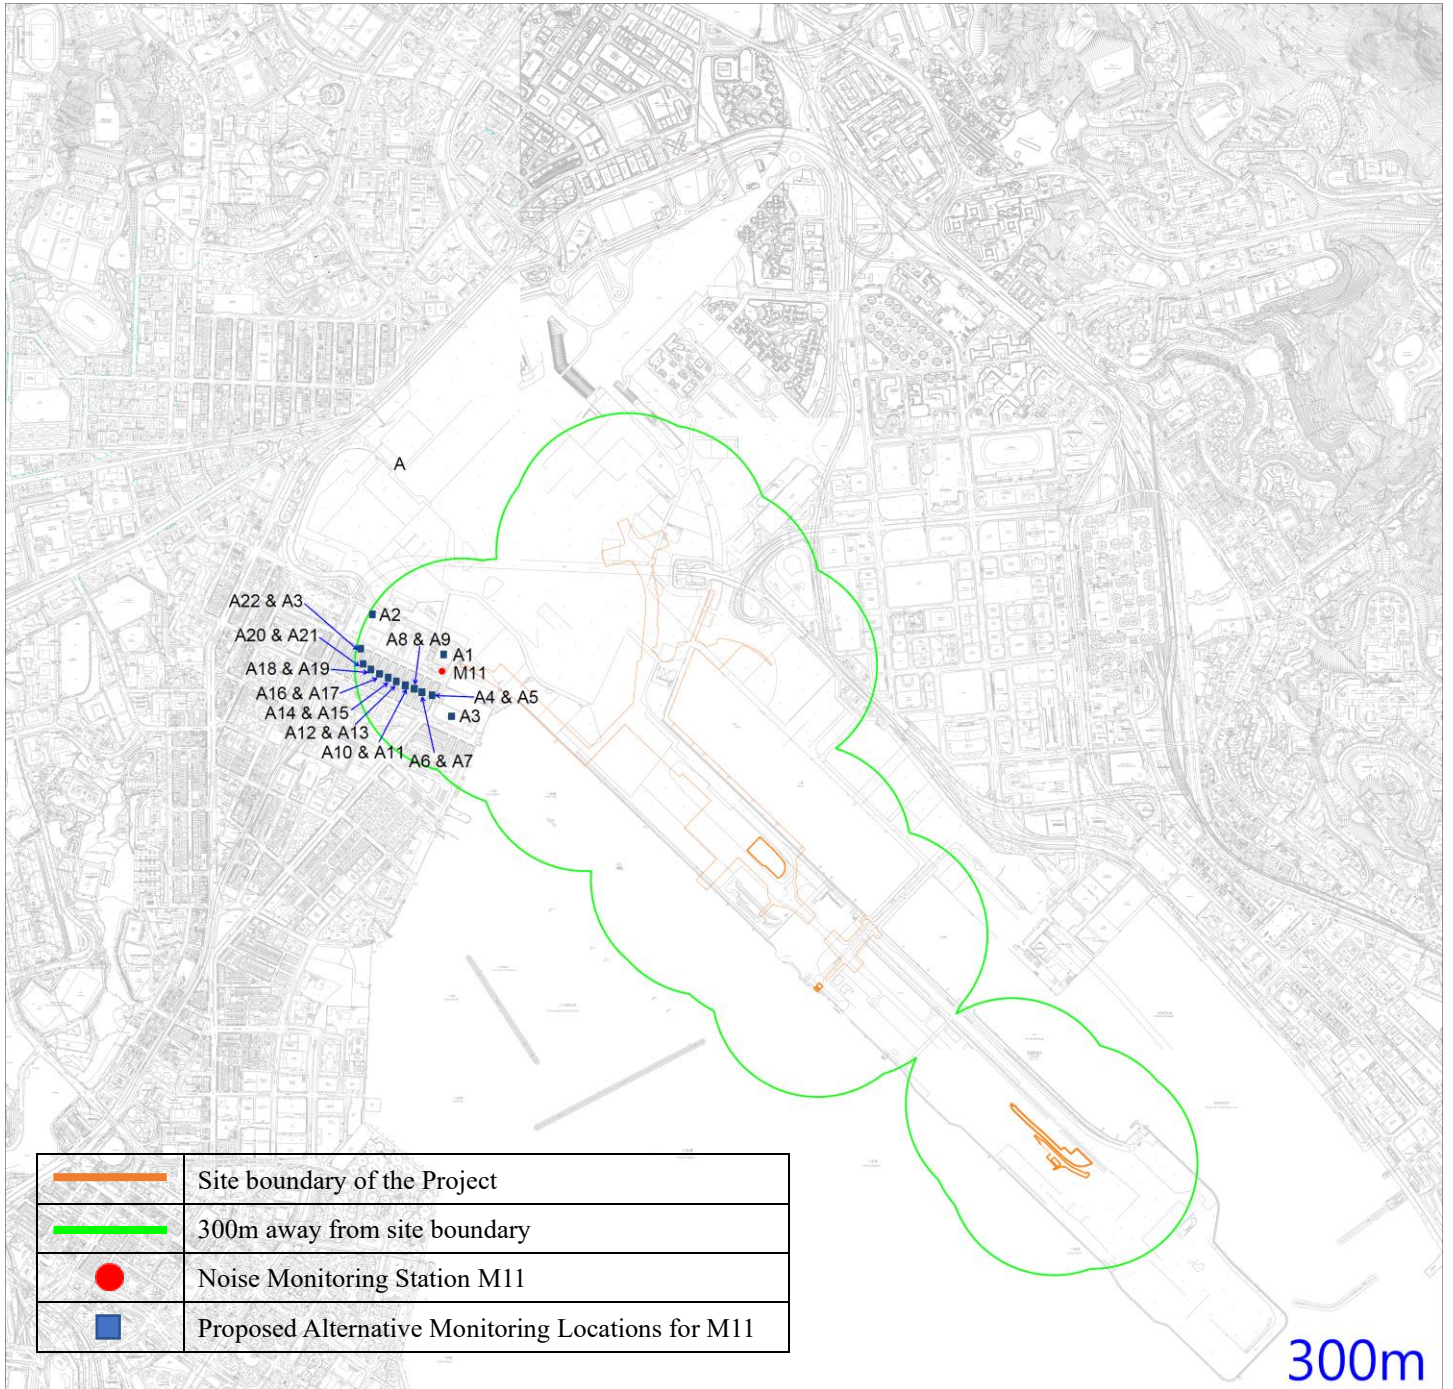 A
A22 & A3
A2
A20 & A21
A8 & A9
A1
A18 & A19
M11
A16 & A17
A4 & A5
A14 & A15
A3
A12 & A13
A10 & A11
A6 & A7
Site boundary of the Project
300m away from site boundary
Noise Monitoring Station M11
Proposed Alternative Monitoring Locations for M11
300m